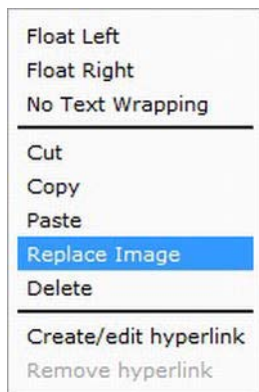 Float Left
Float Right
No Text Wrapping
Cut
Copy
Paste
Replace Image
Delete
Create/edit hyperlink
Remove hyperlink